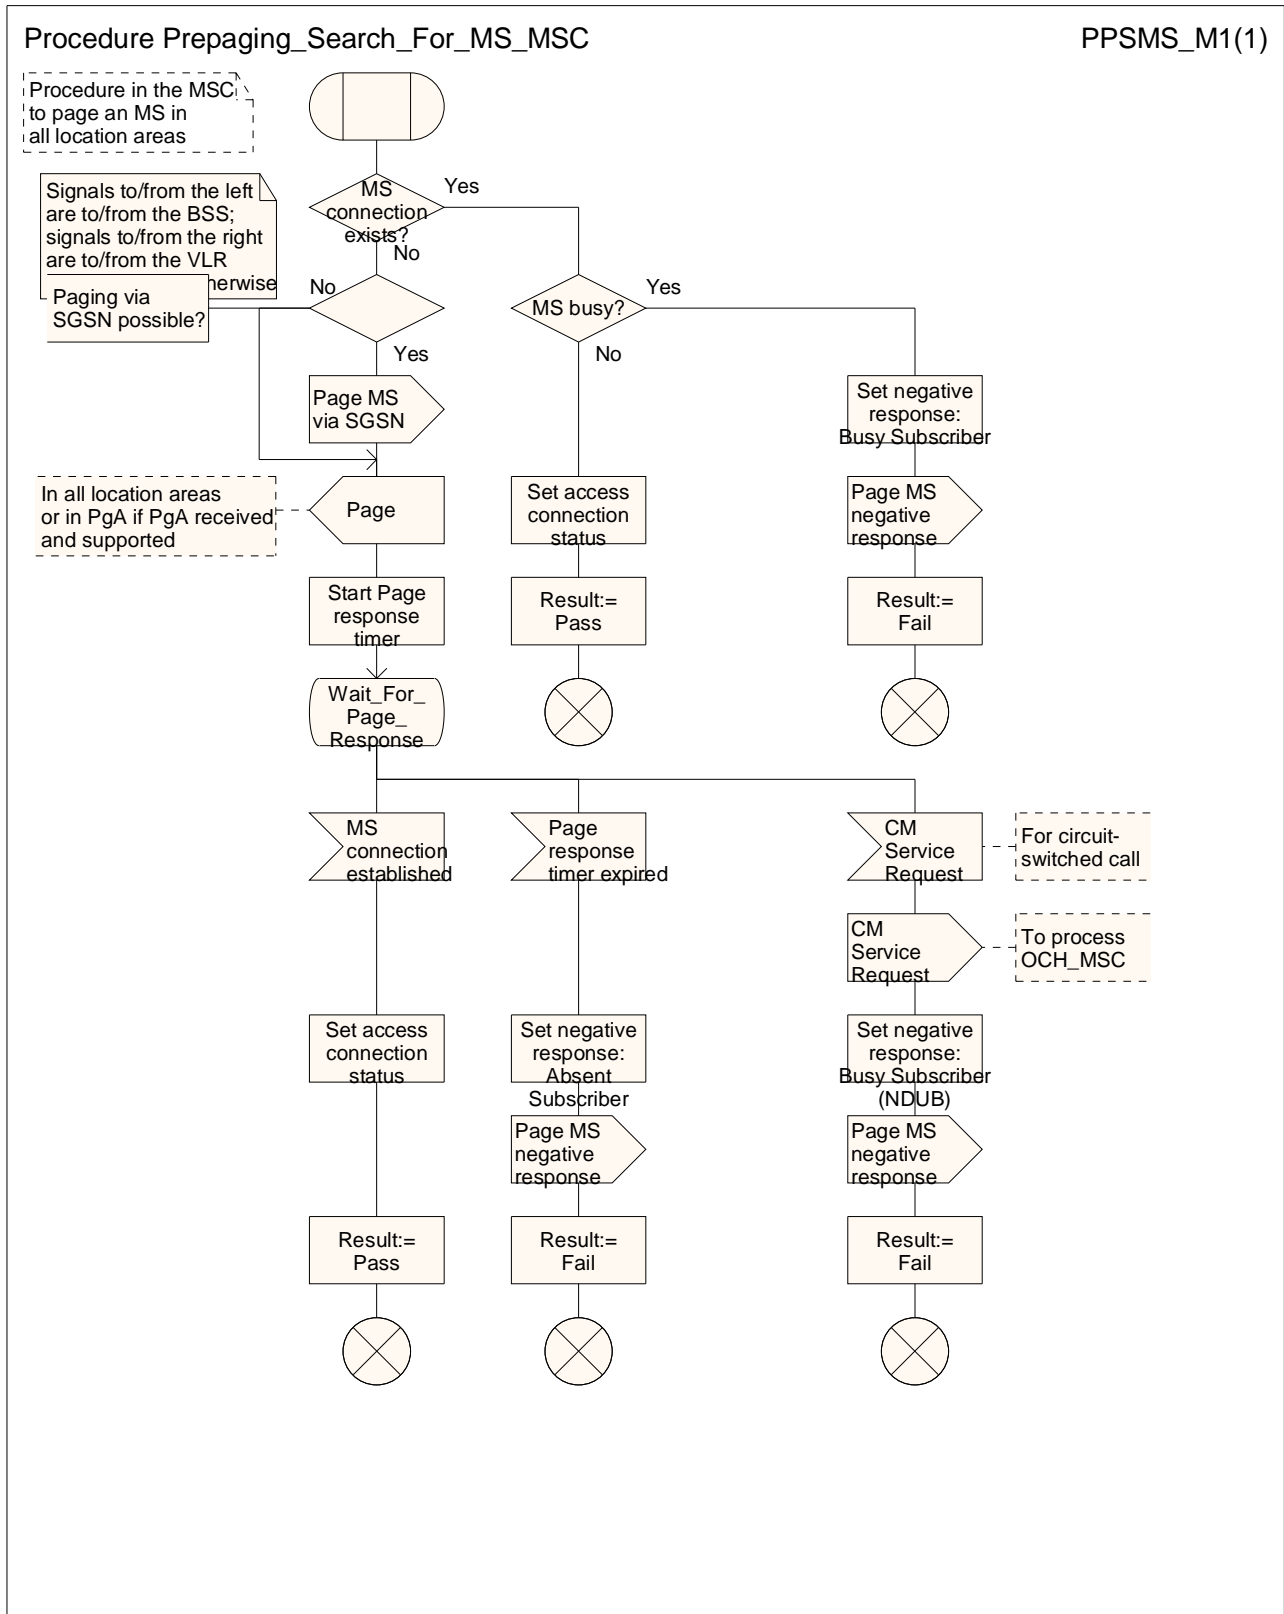 Procedure Prepaging_Search_For_MS_MSC
PPSMS_M1(1)
Procedure in the MSC
to page an MS in
all location areas
Signals to/from the left
are to/from the BSS;
signals to/from the right
are to/from the VLR
herwise
MS
connection
exists?
Yes
No
Paging via
SGSN possible?
No
Yes
MS busy?
Yes
No
Page MS
via SGSN
Set negative
response:
Busy Subscriber
In all location areas
or in PgA if PgA received
and supported
Page
Set access
connection
status
Page MS
negative
response
Start Page
response
timer
Result:=
Pass
Result:=
Fail
Wait_For_
Page_
Response
MS
connection
established
Page
response
timer expired
CM
Service
Request
For circuit-
switched call
CM
Service
Request
To process
OCH_MSC
Set access
connection
status
Set negative
response:
Absent
Subscriber
Set negative
response:
Busy Subscriber
(NDUB)
Page MS
negative
response
Page MS
negative
response
Result:=
Pass
Result:=
Fail
Result:=
Fail